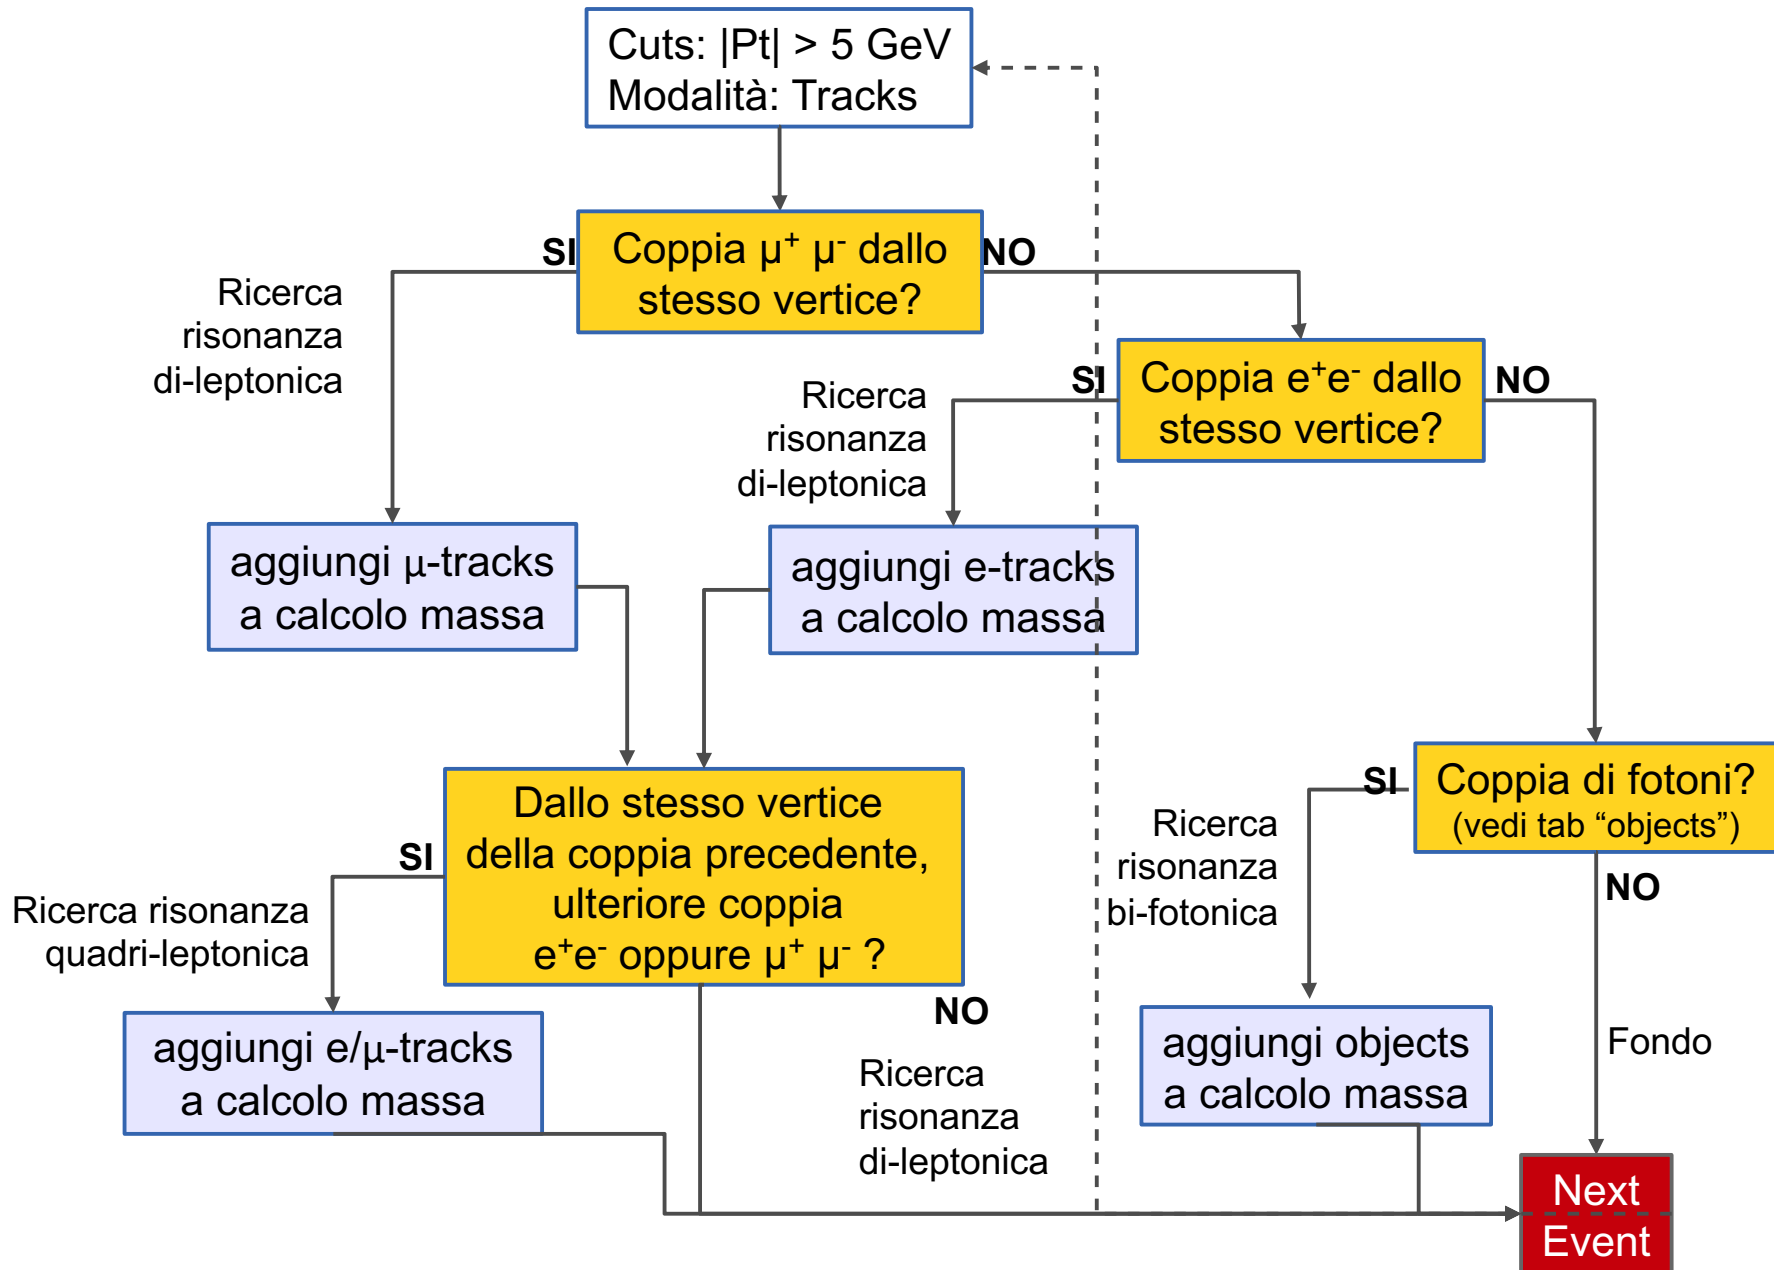 Cuts: |Pt| > 5 GeV
Modalità: Tracks
SI
Coppia μ⁺ μ⁻ dallo
stesso vertice?
NO
Ricerca
risonanza
di-leptonica
SI
Coppia e⁺e⁻ dallo
stesso vertice?
NO
Ricerca
risonanza
di-leptonica
aggiungi μ-tracks
a calcolo massa
aggiungi e-tracks
a calcolo massa
Dallo stesso vertice
della coppia precedente,
ulteriore coppia
e⁺e⁻ oppure μ⁺ μ⁻ ?
SI
Ricerca risonanza
quadri-leptonica
NO
Ricerca
risonanza
di-leptonica
SI
Coppia di fotoni?
(vedi tab “objects”)
Ricerca
risonanza
bi-fotonica
NO
Fondo
aggiungi e/μ-tracks
a calcolo massa
aggiungi objects
a calcolo massa
Next
Event